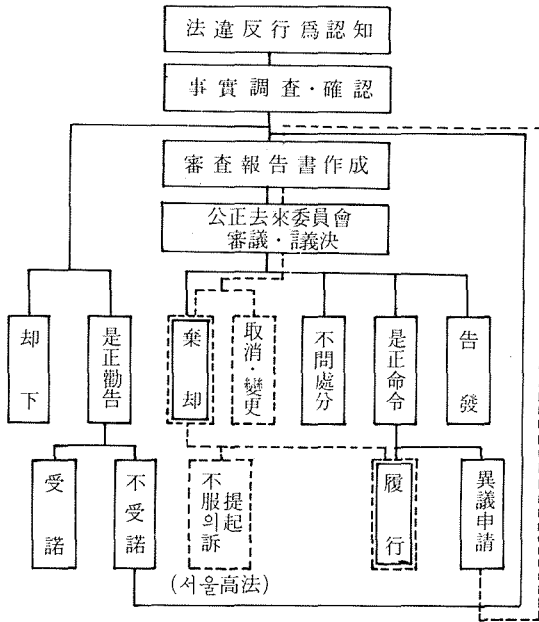 法違反行爲認知
事實調査·確認
審査報告書作成
公正去來委員會
審議·議決
却下
是正勸告
棄却
取消·變更
不問處分
是正命令
告發
受諾
不受諾
不服의訴
提起
履行
異議申請
(서울高法)